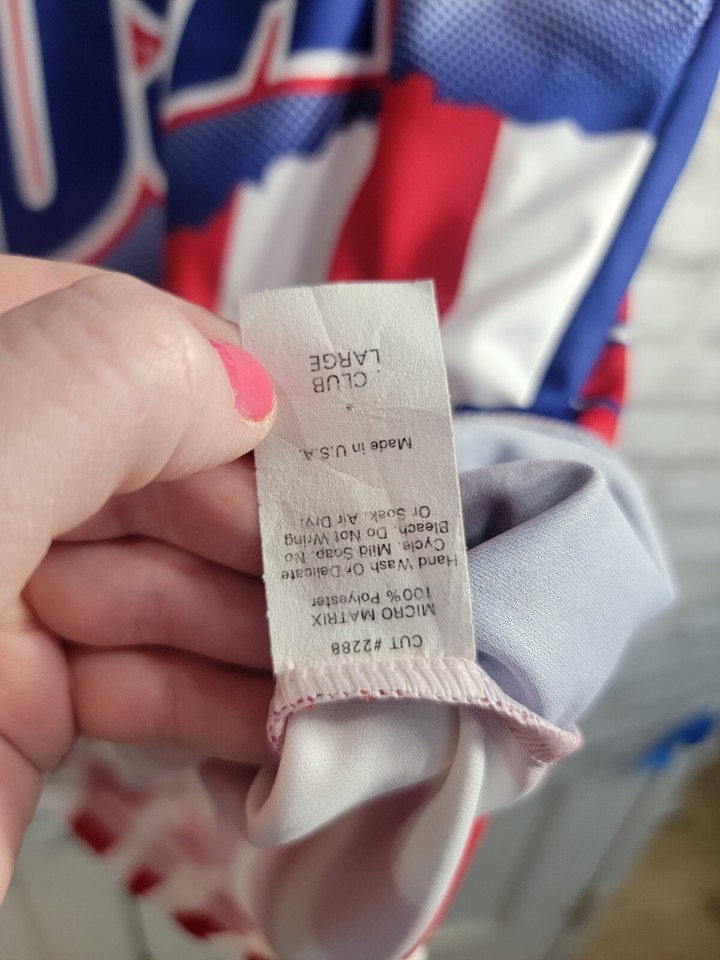 CUT #2288
MICRO MATRIX
100% Polyester
Hand Wash Or Delicate
Cycle. Mild Soap. No
Bleach. Do Not Wring
Or Soak. Air Dry.
Made in U.S.A.
*
CLUB
LARGE